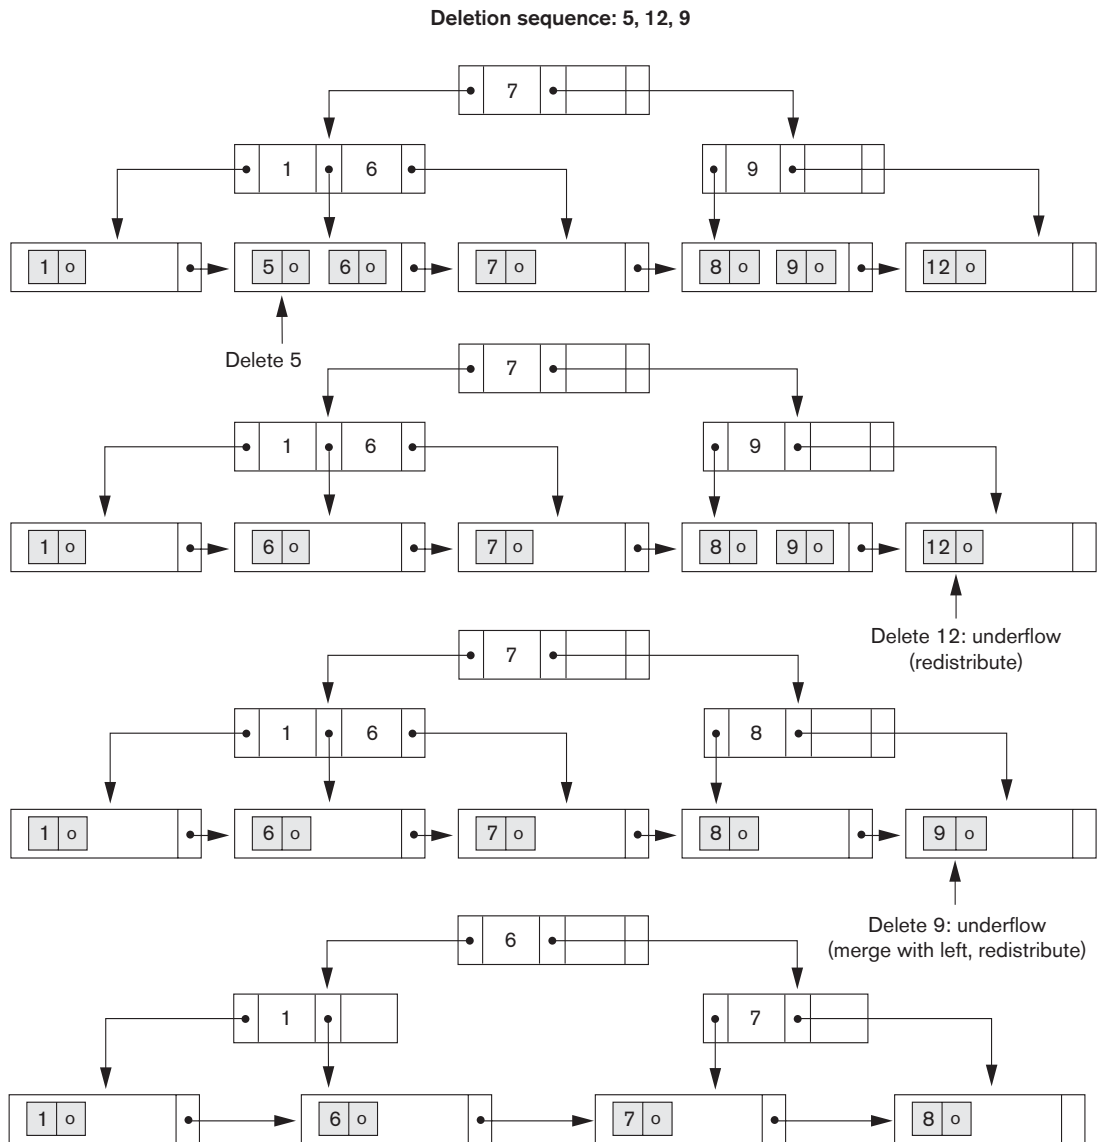 Deletion sequence: 5, 12, 9
7
1 6 9
1 o 5 o 6 o 7 o 8 o 9 o 12 o
Delete 5
7
1 6 9
1 o 6 o 7 o 8 o 9 o 12 o
Delete 12: underflow
(redistribute)
7
1 6 8
1 o 6 o 7 o 8 o 9 o
Delete 9: underflow
(merge with left, redistribute)
6
1 7
1 o 6 o 7 o 8 o